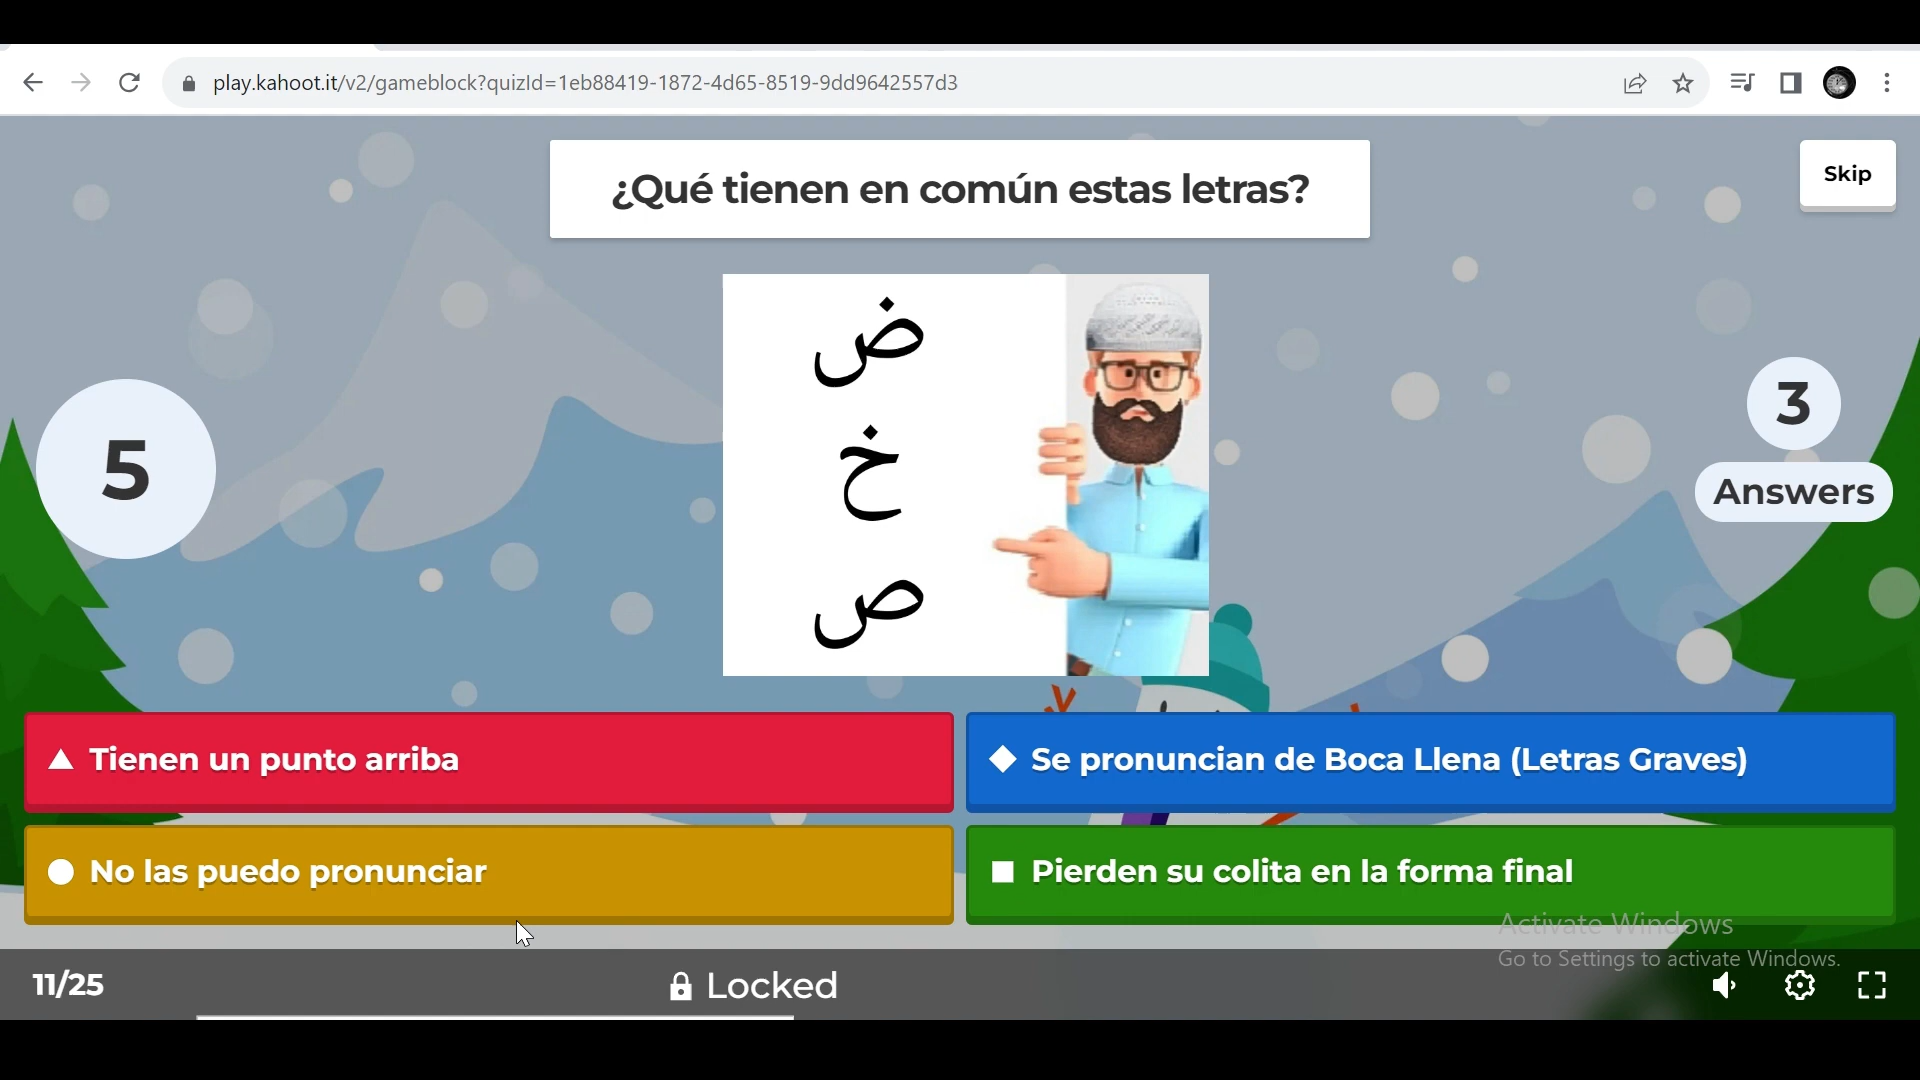 play.kahoot.it/v2/gameblock?quizId=1eb88419-1872-4d65-8519-9dd9642557d3
¿Qué tienen en común estas letras?
Skip
ض
خ
ص
5
3
Answers
Tienen un punto arriba
Se pronuncian de Boca Llena (Letras Graves)
No las puedo pronunciar
Pierden su colita en la forma final
Activate Windows
Go to Settings to activate Windows.
11/25
Locked